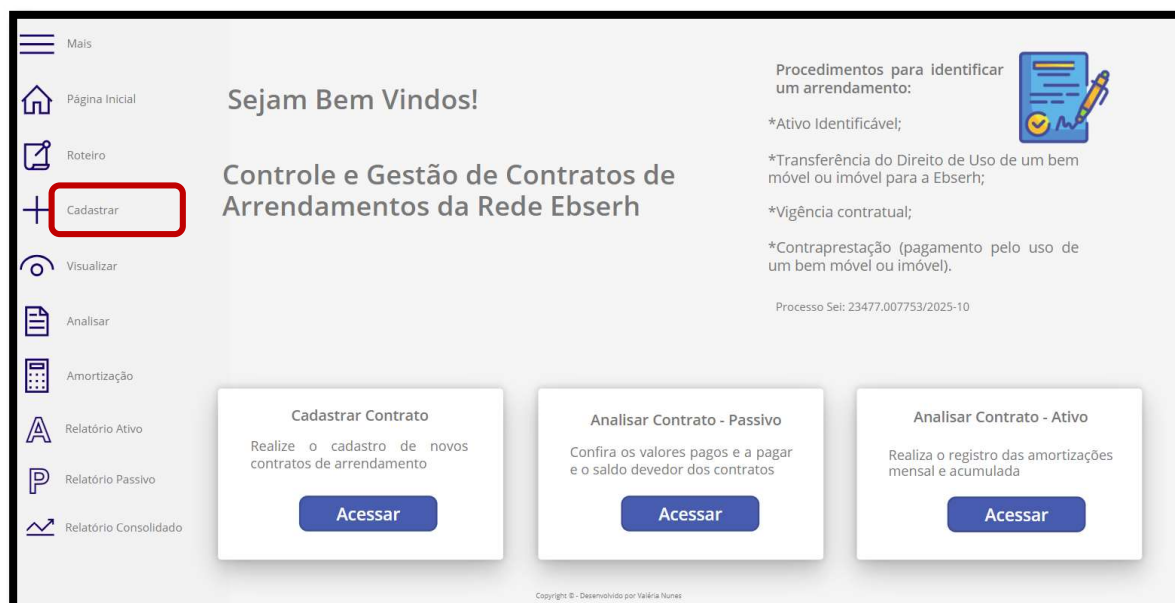 Mais
Página Inicial
Roteiro
Cadastrar
Visualizar
Analisar
Amortização
Relatório Ativo
Relatório Passivo
Relatório Consolidado
Sejam Bem Vindos!
Controle e Gestão de Contratos de
Arrendamentos da Rede Ebserh
Procedimentos para identificar
um arrendamento:
*Ativo Identificável;
*Transferência do Direito de Uso de um bem
móvel ou imóvel para a Ebserh;
*Vigência contratual;
*Contraprestação (pagamento pelo uso de
um bem móvel ou imóvel).
Processo Sei: 23477.007753/2025-10
Cadastrar Contrato
Realize o cadastro de novos
contratos de arrendamento
Acessar
Analisar Contrato - Passivo
Confira os valores pagos e a pagar
e o saldo devedor dos contratos
Acessar
Analisar Contrato - Ativo
Realiza o registro das amortizações
mensal e acumulada
Acessar
A
P
Copyright © - Desenvolvido por Valéria Nunes